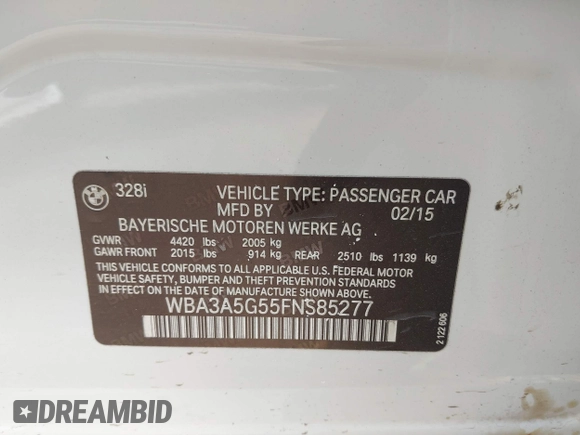 BMW
328i
VEHICLE TYPE: PASSENGER CAR
MFD BY 02/15
BAYERISCHE MOTOREN WERKE AG
GVWR 4420 lbs 2005 kg
GAWR FRONT 2015 lbs 914 kg REAR 2510 lbs 1139 kg
THIS VEHICLE CONFORMS TO ALL APPLICABLE U.S. FEDERAL MOTOR
VEHICLE SAFETY, BUMPER AND THEFT PREVENTION STANDARDS
IN EFFECT ON THE DATE OF MANUFACTURE SHOWN ABOVE.
WBA3A5G55FNS85277
2 122 606
DREAMBID